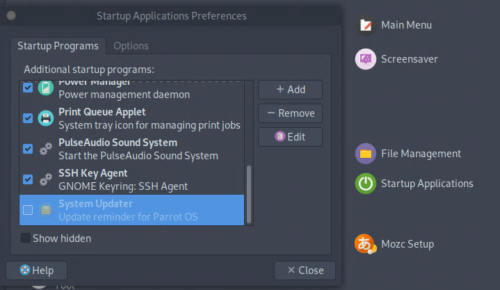 Startup Applications Preferences
Startup Programs
Options
Additional startup programs:
Power Manager
Power management daemon
Print Queue Applet
System tray icon for managing print jobs
PulseAudio Sound System
Start the PulseAudio Sound System
SSH Key Agent
GNOME Keyring: SSH Agent
System Updater
Update reminder for Parrot OS
Show hidden
+ Add
− Remove
Edit
Help
× Close
Main Menu
Screensaver
File Management
Startup Applications
あ
Mozc Setup